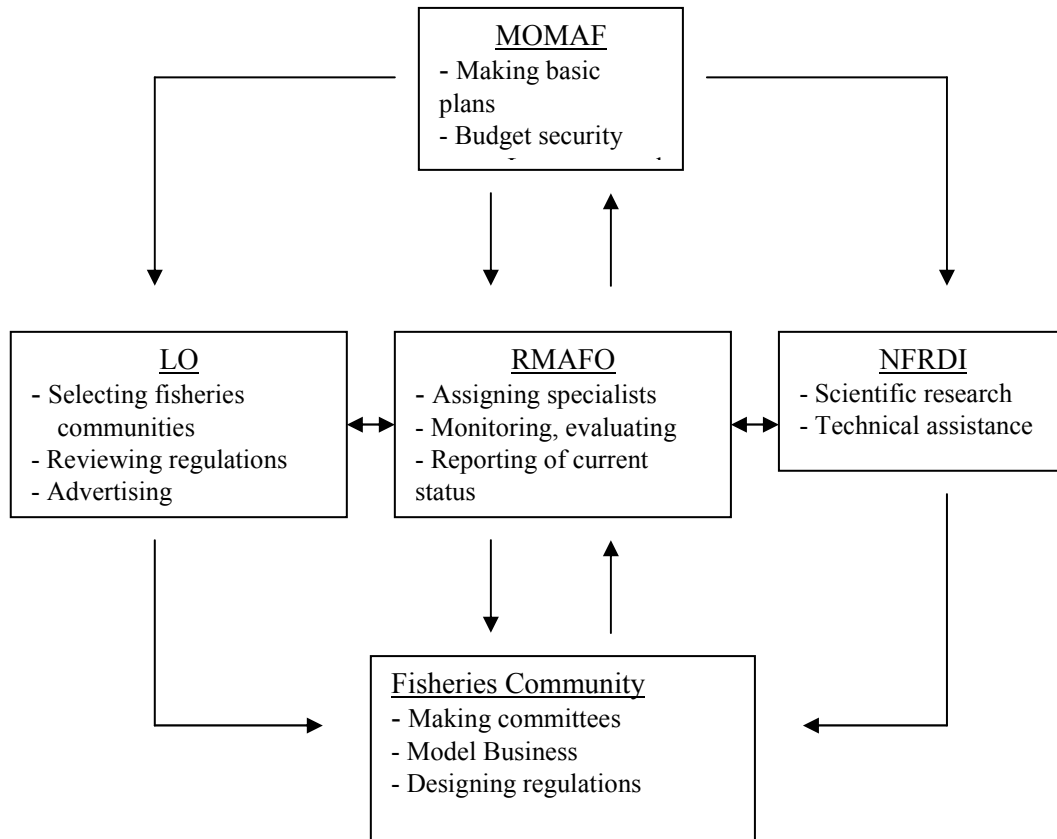 MOMAF
- Making basic
plans
- Budget security
LO
- Selecting fisheries
communities
- Reviewing regulations
- Advertising
RMAFO
- Assigning specialists
- Monitoring, evaluating
- Reporting of current
status
NFRDI
- Scientific research
- Technical assistance
Fisheries Community
- Making committees
- Model Business
- Designing regulations